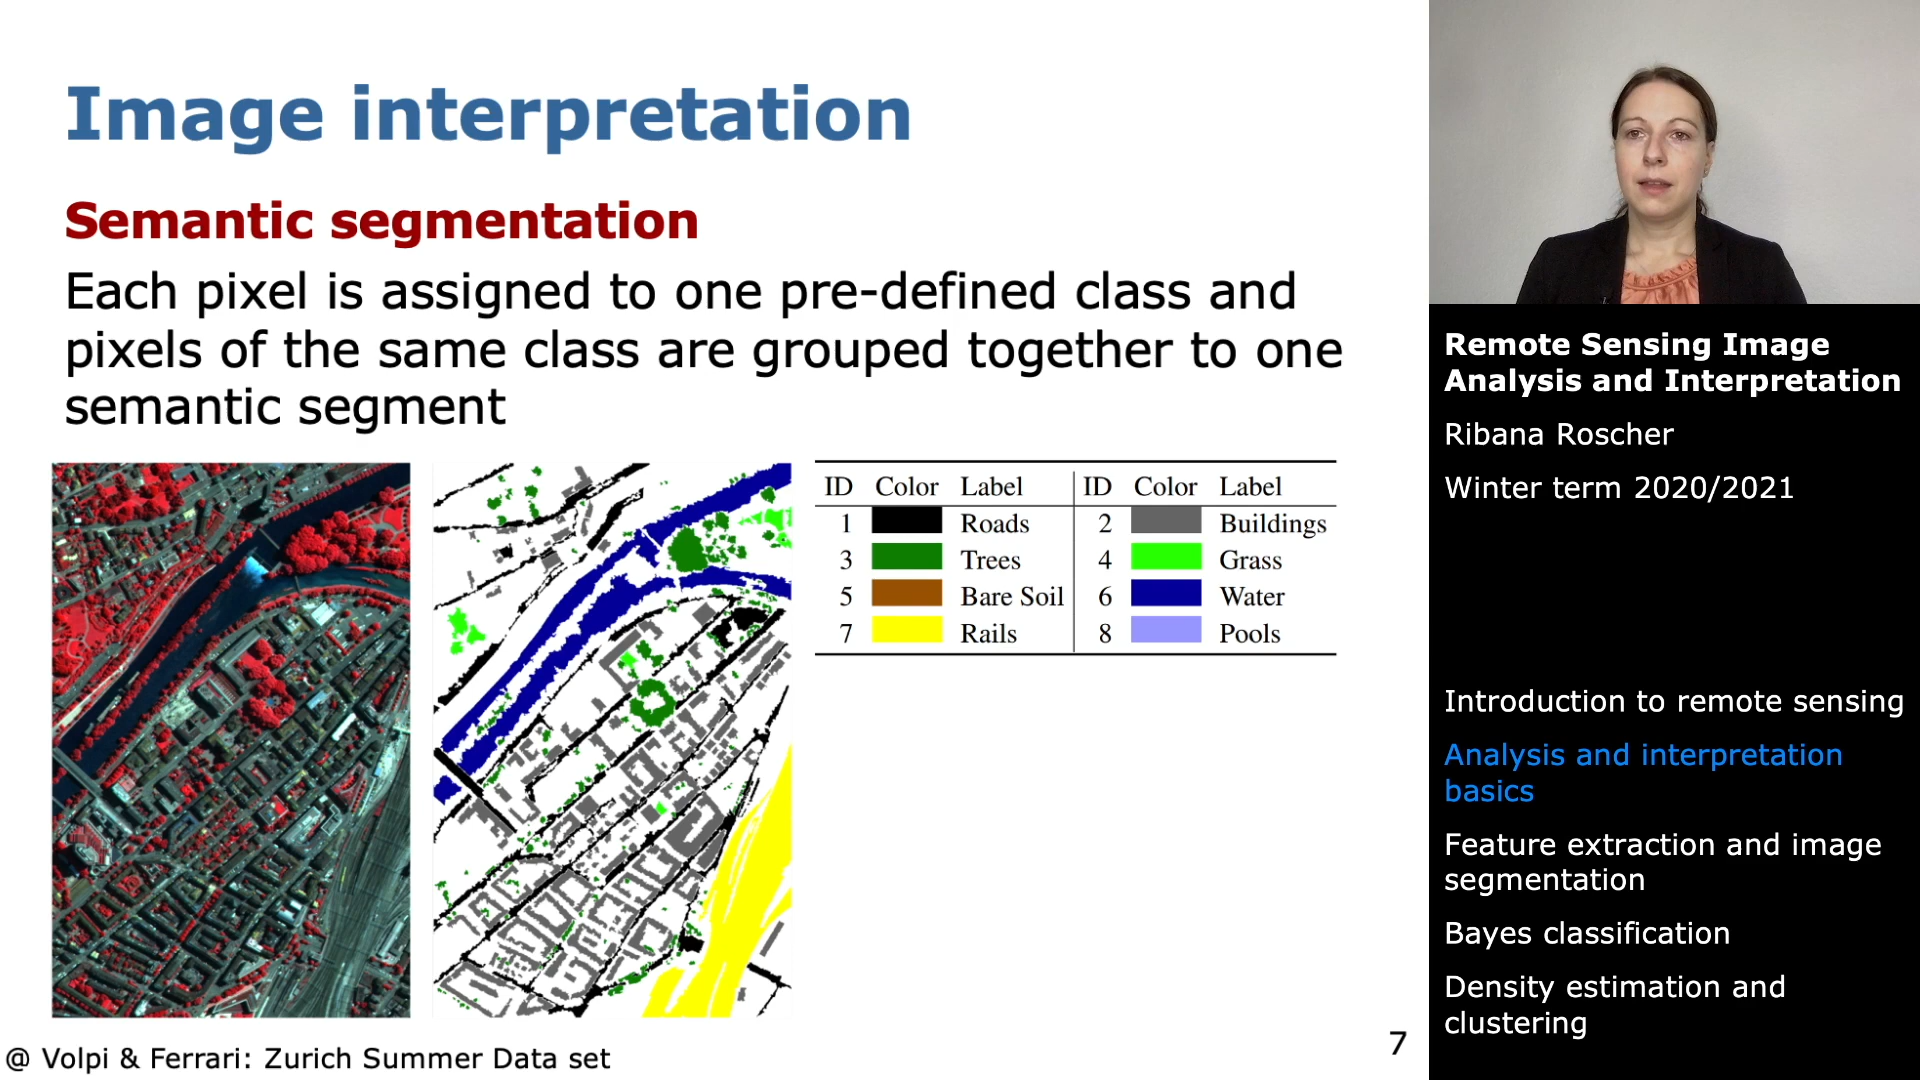 Image interpretation
Semantic segmentation
Each pixel is assigned to one pre-defined class and
pixels of the same class are grouped together to one
semantic segment
ID Color Label ID Color Label
1 Roads 2 Buildings
3 Trees 4 Grass
5 Bare Soil 6 Water
7 Rails 8 Pools
@ Volpi & Ferrari: Zurich Summer Data set
7
Remote Sensing Image
Analysis and Interpretation
Ribana Roscher
Winter term 2020/2021
Introduction to remote sensing
Analysis and interpretation
basics
Feature extraction and image
segmentation
Bayes classification
Density estimation and
clustering